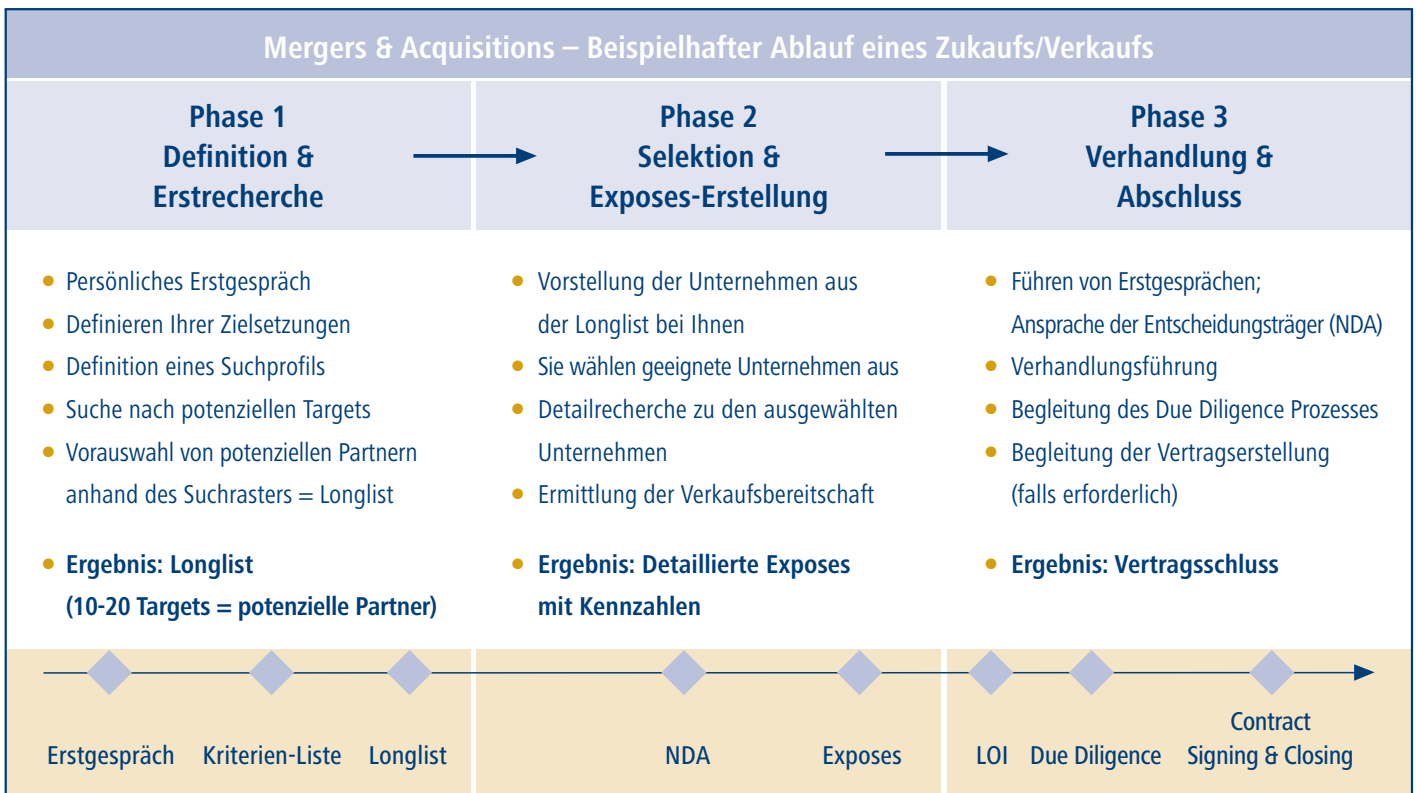 Mergers & Acquisitions – Beispielhafter Ablauf eines Zukaufs/Verkaufs
Phase 1
Definition &
Erstrecherche
Phase 2
Selektion &
Exposes-Erstellung
Phase 3
Verhandlung &
Abschluss
• Persönliches Erstgespräch
• Definieren Ihrer Zielsetzungen
• Definition eines Suchprofils
• Suche nach potenziellen Targets
• Vorauswahl von potenziellen Partnern
anhand des Suchrasters = Longlist
• Ergebnis: Longlist
(10-20 Targets = potenzielle Partner)
• Vorstellung der Unternehmen aus
der Longlist bei Ihnen
• Sie wählen geeignete Unternehmen aus
• Detailrecherche zu den ausgewählten
Unternehmen
• Ermittlung der Verkaufsbereitschaft
• Ergebnis: Detaillierte Exposes
mit Kennzahlen
• Führen von Erstgesprächen;
Ansprache der Entscheidungsträger (NDA)
• Verhandlungsführung
• Begleitung des Due Diligence Prozesses
• Begleitung der Vertragserstellung
(falls erforderlich)
• Ergebnis: Vertragsschluss
Erstgespräch
Kriterien-Liste
Longlist
NDA
Exposes
LOI
Due Diligence
Contract
Signing & Closing